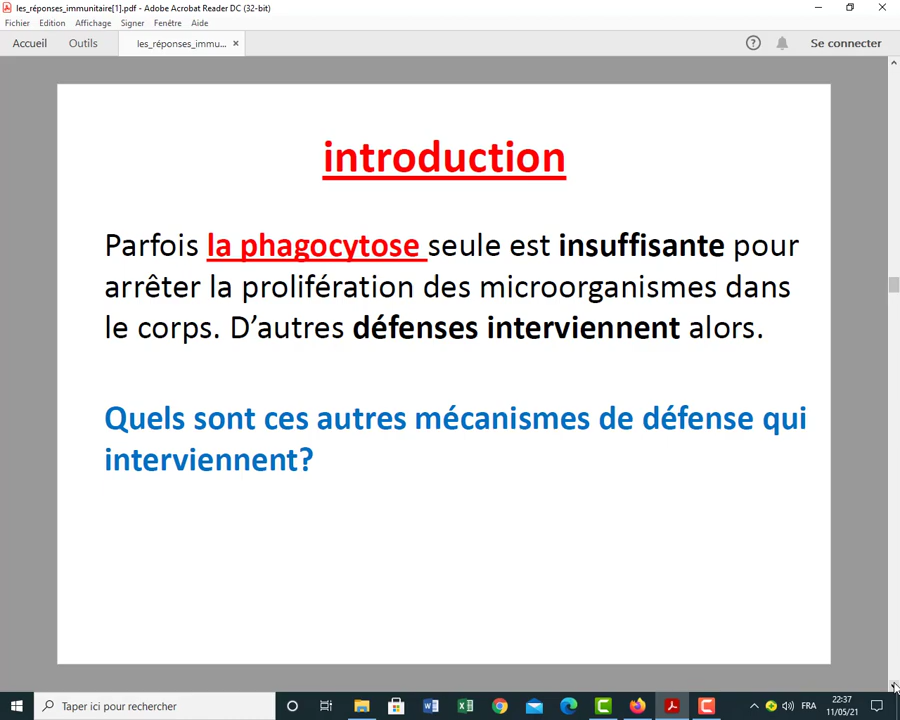 les_réponses_immunitaire[1].pdf - Adobe Acrobat Reader DC (32-bit)
Fichier Edition Affichage Signer Fenêtre Aide
Accueil Outils les_réponses_immu... × Se connecter
introduction
Parfois la phagocytose seule est insuffisante pour
arrêter la prolifération des microorganismes dans
le corps. D’autres défenses interviennent alors.
Quels sont ces autres mécanismes de défense qui
interviennent?
Taper ici pour rechercher
FRA
22:37
11/05/21